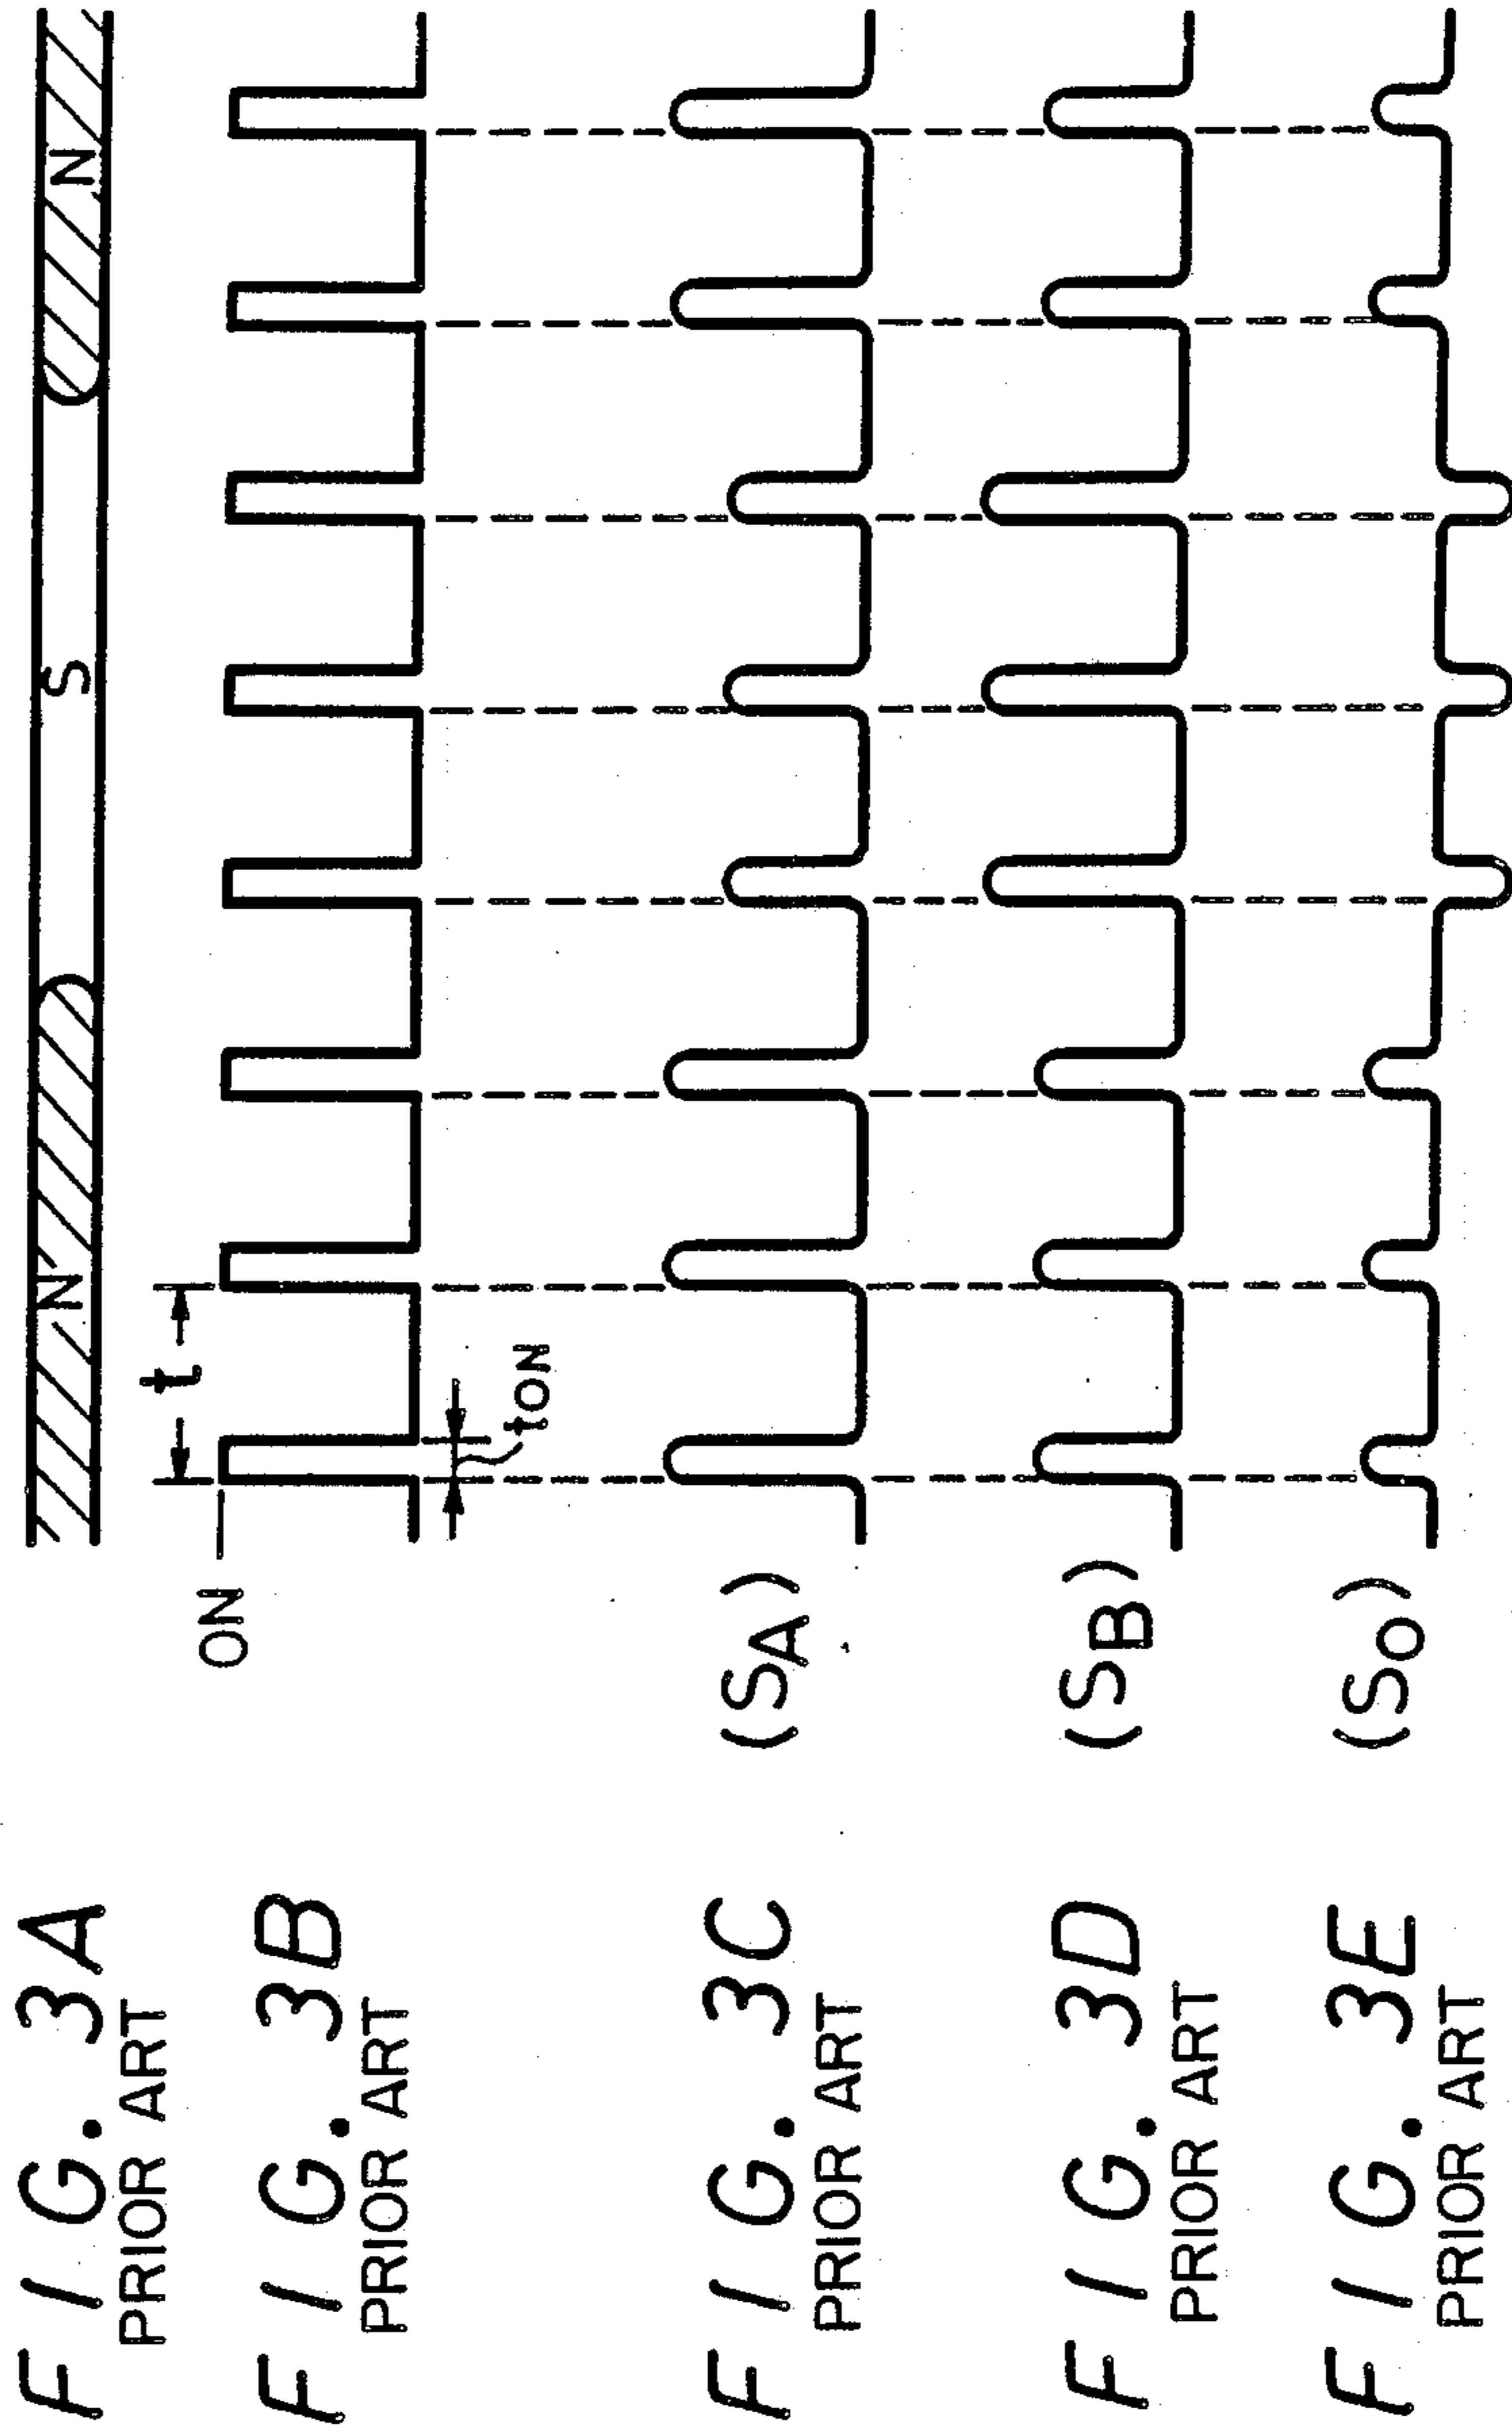 FIG. 3A
PRIOR ART
N
S
N
FIG. 3B
PRIOR ART
ON
t
tON
FIG. 3C
PRIOR ART
(SA)
FIG. 3D
PRIOR ART
(SB)
FIG. 3E
PRIOR ART
(SO)